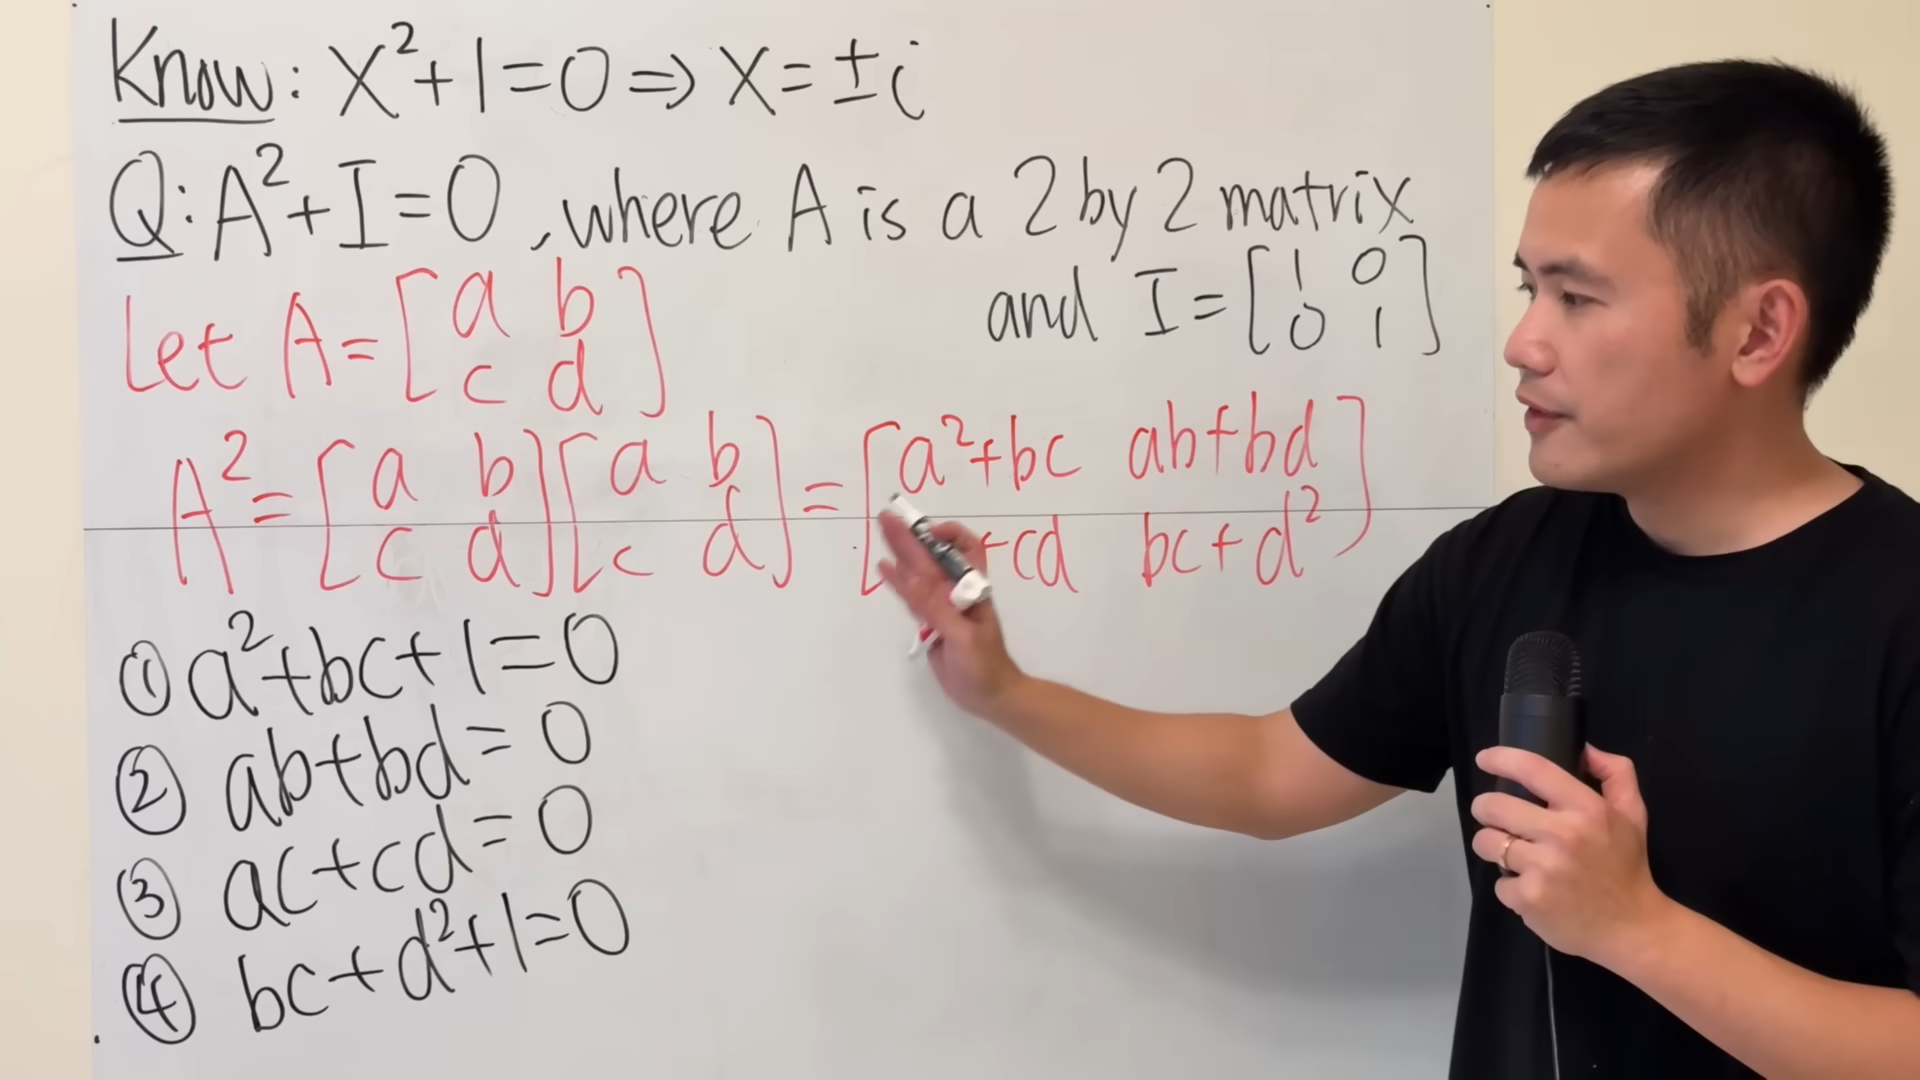 Know: x²+1=0 ⇒ x=±i
Q: A²+I=0, where A is a 2 by 2 matrix
and I=[1 0
0 1]
Let A=[a b
c d]
A²=[a b][a b]=[a²+bc ab+bd]
[c d][c d] [+cd bc+d²]
① a²+bc+1=0
② ab+bd=0
③ ac+cd=0
④ bc+d²+1=0